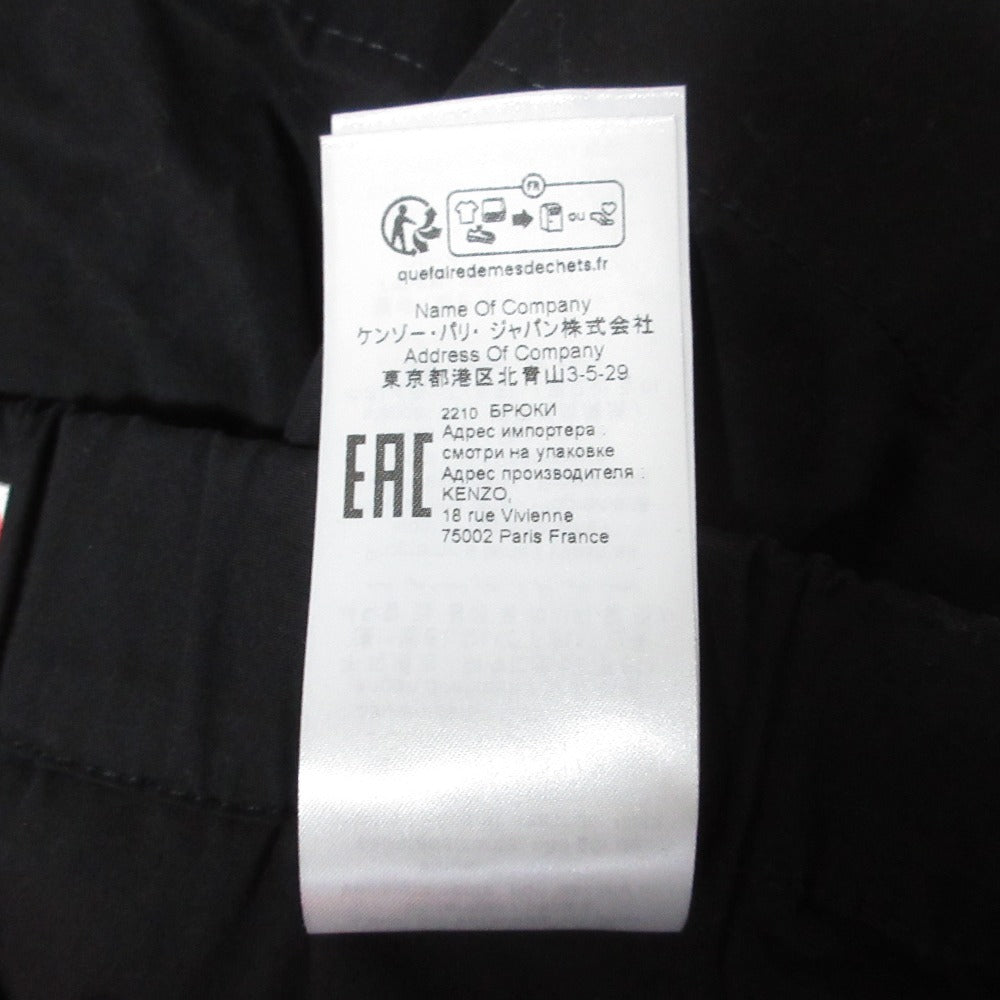 FR
ou
quefairedemesdechets.fr
Name Of Company
ケンゾー・パリ・ジャパン株式会社
Address Of Company
東京都港区北青山3-5-29
EAC
2210 БРЮКИ
Адрес импортера :
смотри на упаковке
Адрес производителя :
KENZO,
18 rue Vivienne
75002 Paris France